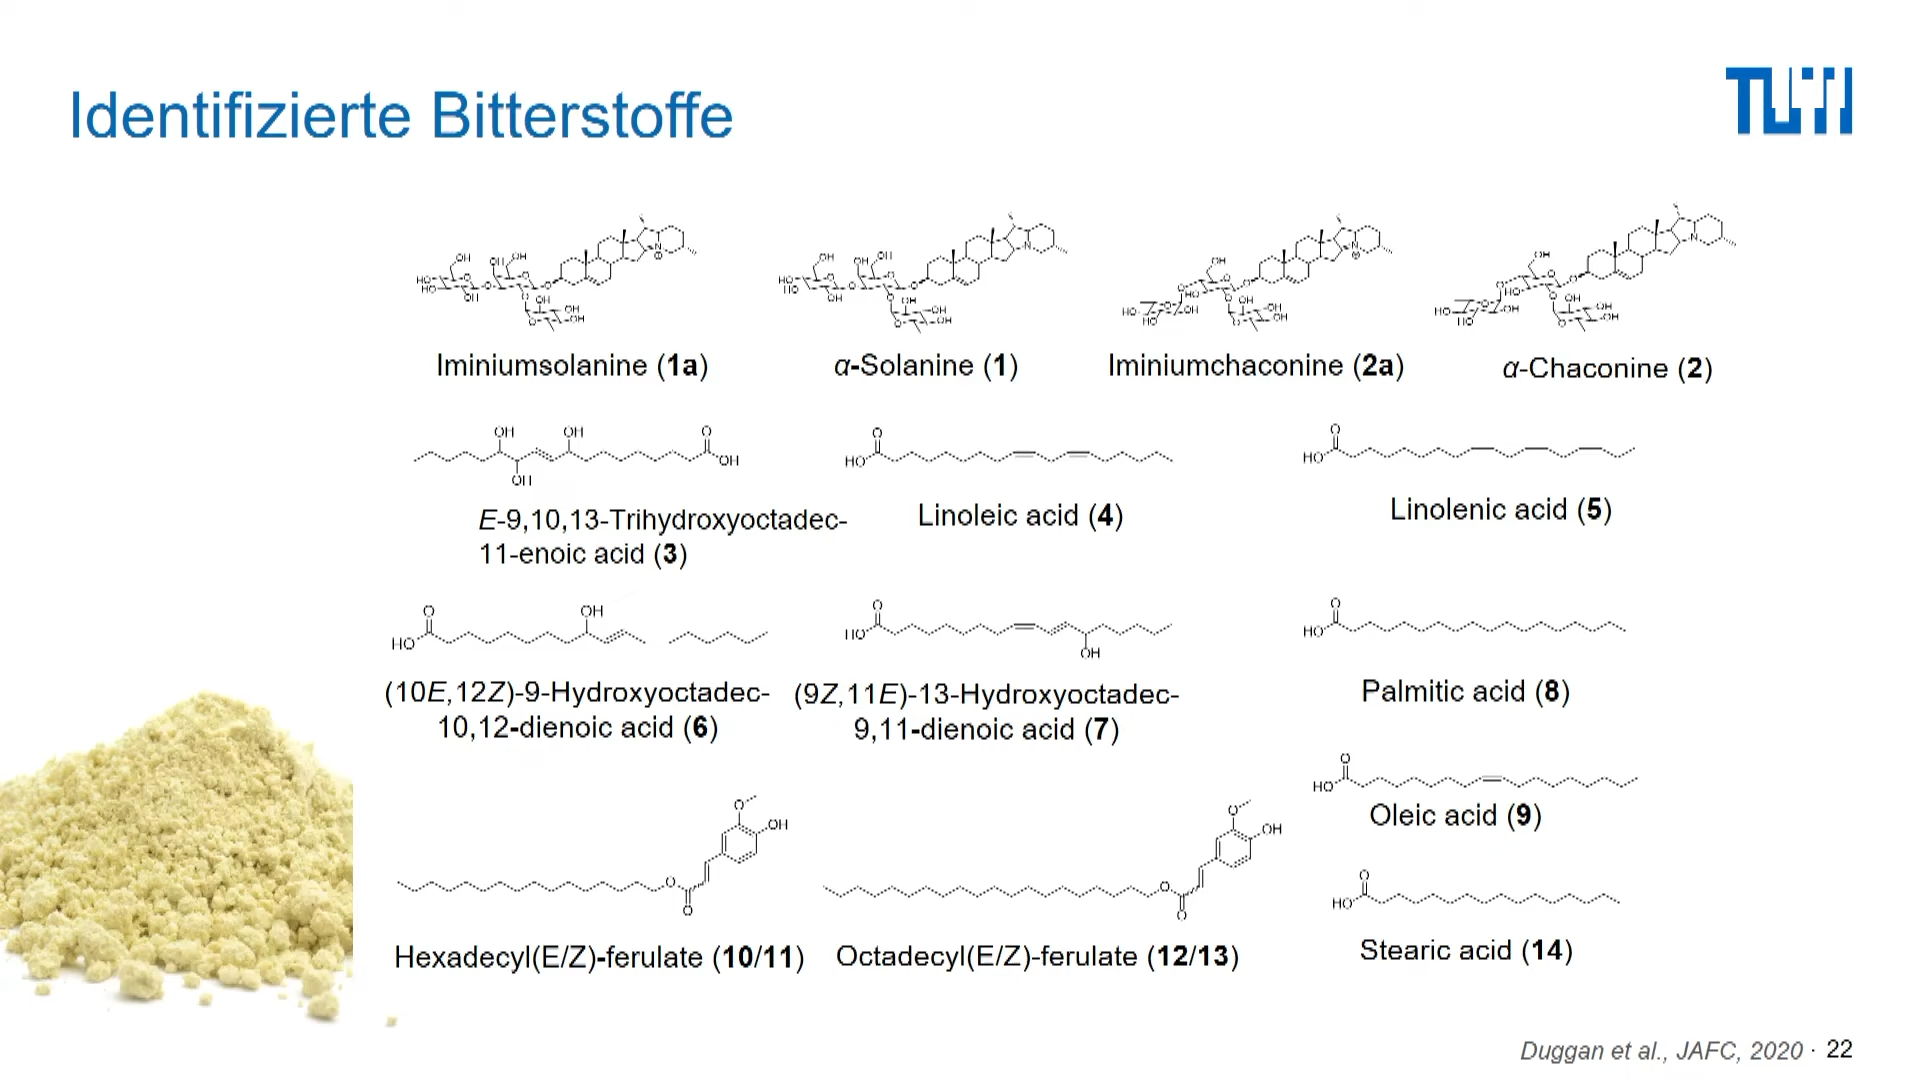 Identifizierte Bitterstoffe
TUM
Iminiumsolanine (1a)
α-Solanine (1)
Iminiumchaconine (2a)
α-Chaconine (2)
E-9,10,13-Trihydroxyoctadec-
11-enoic acid (3)
Linoleic acid (4)
Linolenic acid (5)
(10E,12Z)-9-Hydroxyoctadec-
10,12-dienoic acid (6)
(9Z,11E)-13-Hydroxyoctadec-
9,11-dienoic acid (7)
Palmitic acid (8)
Oleic acid (9)
Hexadecyl(E/Z)-ferulate (10/11)
Octadecyl(E/Z)-ferulate (12/13)
Stearic acid (14)
Duggan et al., JAFC, 2020 · 22